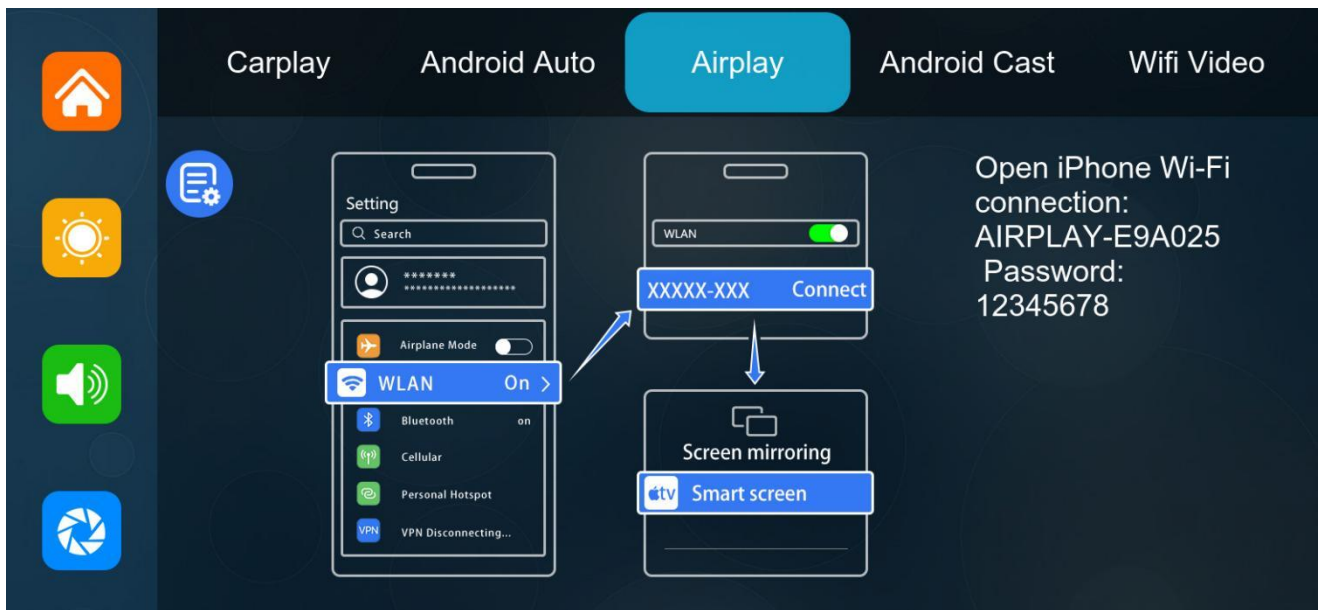 Carplay
Android Auto
Airplay
Android Cast
Wifi Video
Setting
Search
*******
*******************
Airplane Mode
WLAN On >
Bluetooth on
Cellular
Personal Hotspot
VPN VPN Disconnecting...
WLAN
XXXXX-XXX Connect
Screen mirroring
tv Smart screen
Open iPhone Wi-Fi
connection:
AIRPLAY-E9A025
Password:
12345678